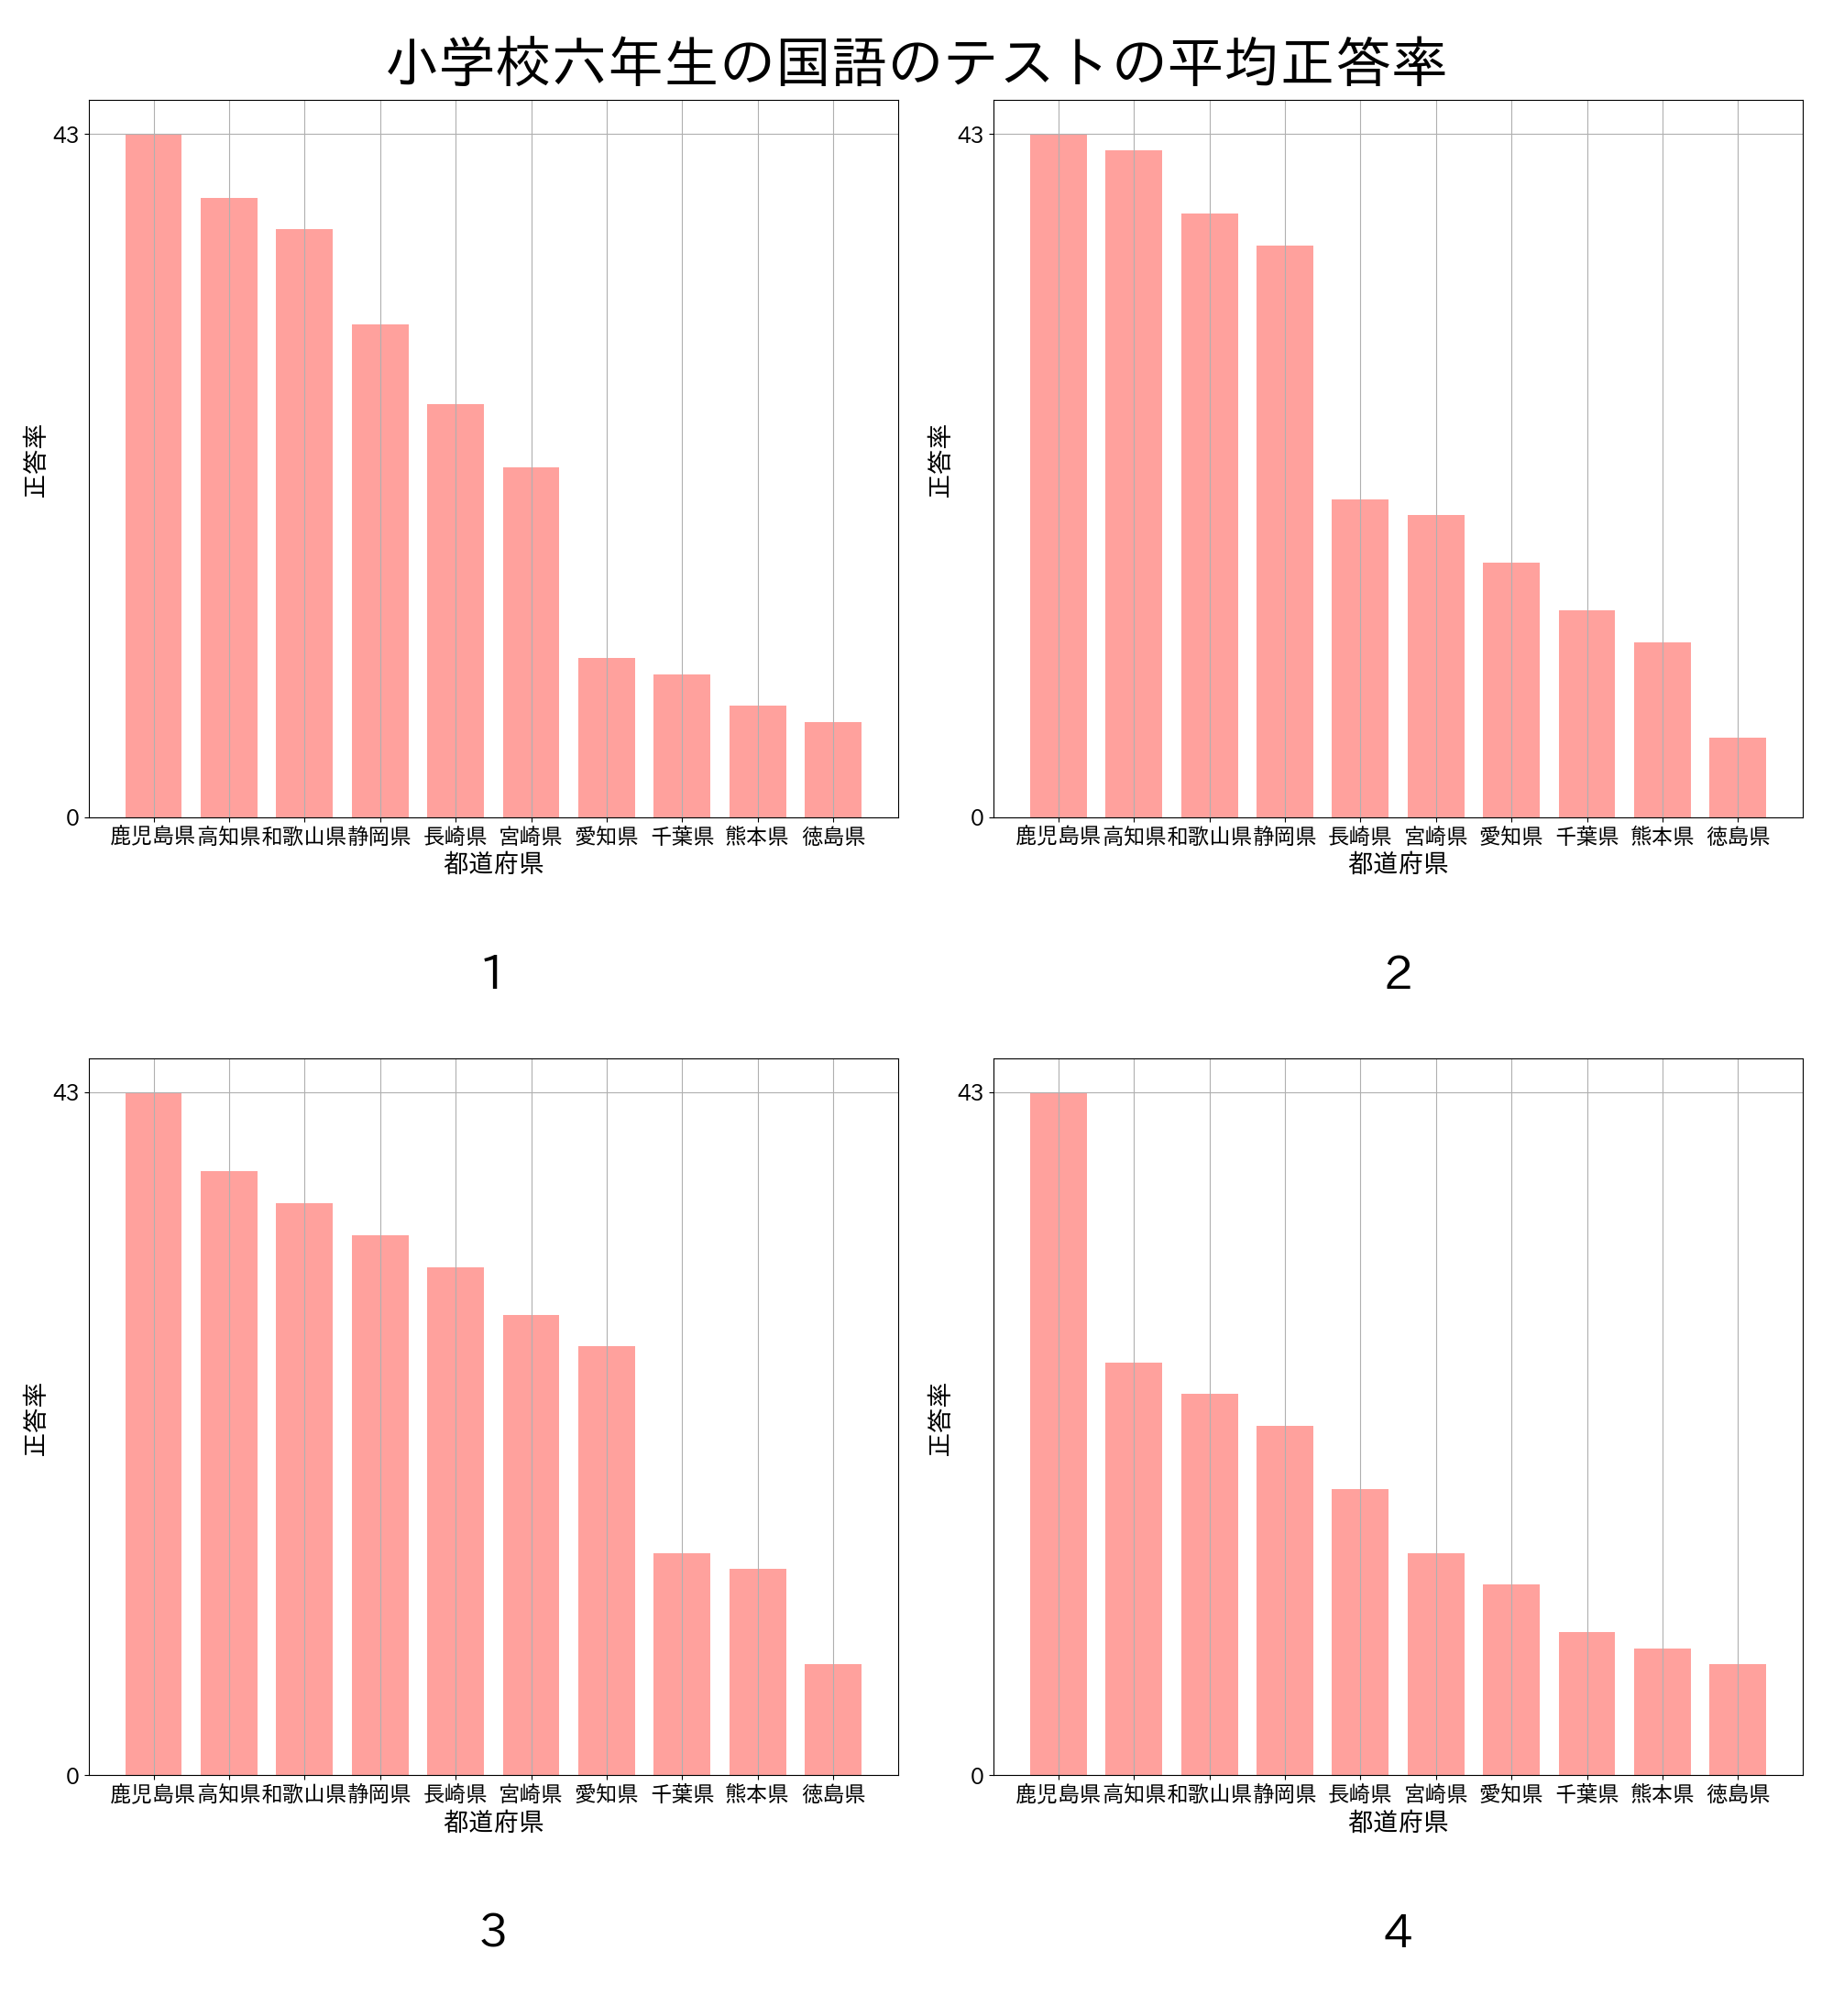 小学校六年生の国語のテストの平均正答率
43
0
正答率
鹿児島県 高知県 和歌山県 静岡県 長崎県 宮崎県 愛知県 千葉県 熊本県 徳島県
都道府県
1
43
0
正答率
鹿児島県 高知県 和歌山県 静岡県 長崎県 宮崎県 愛知県 千葉県 熊本県 徳島県
都道府県
2
43
0
正答率
鹿児島県 高知県 和歌山県 静岡県 長崎県 宮崎県 愛知県 千葉県 熊本県 徳島県
都道府県
3
43
0
正答率
鹿児島県 高知県 和歌山県 静岡県 長崎県 宮崎県 愛知県 千葉県 熊本県 徳島県
都道府県
4